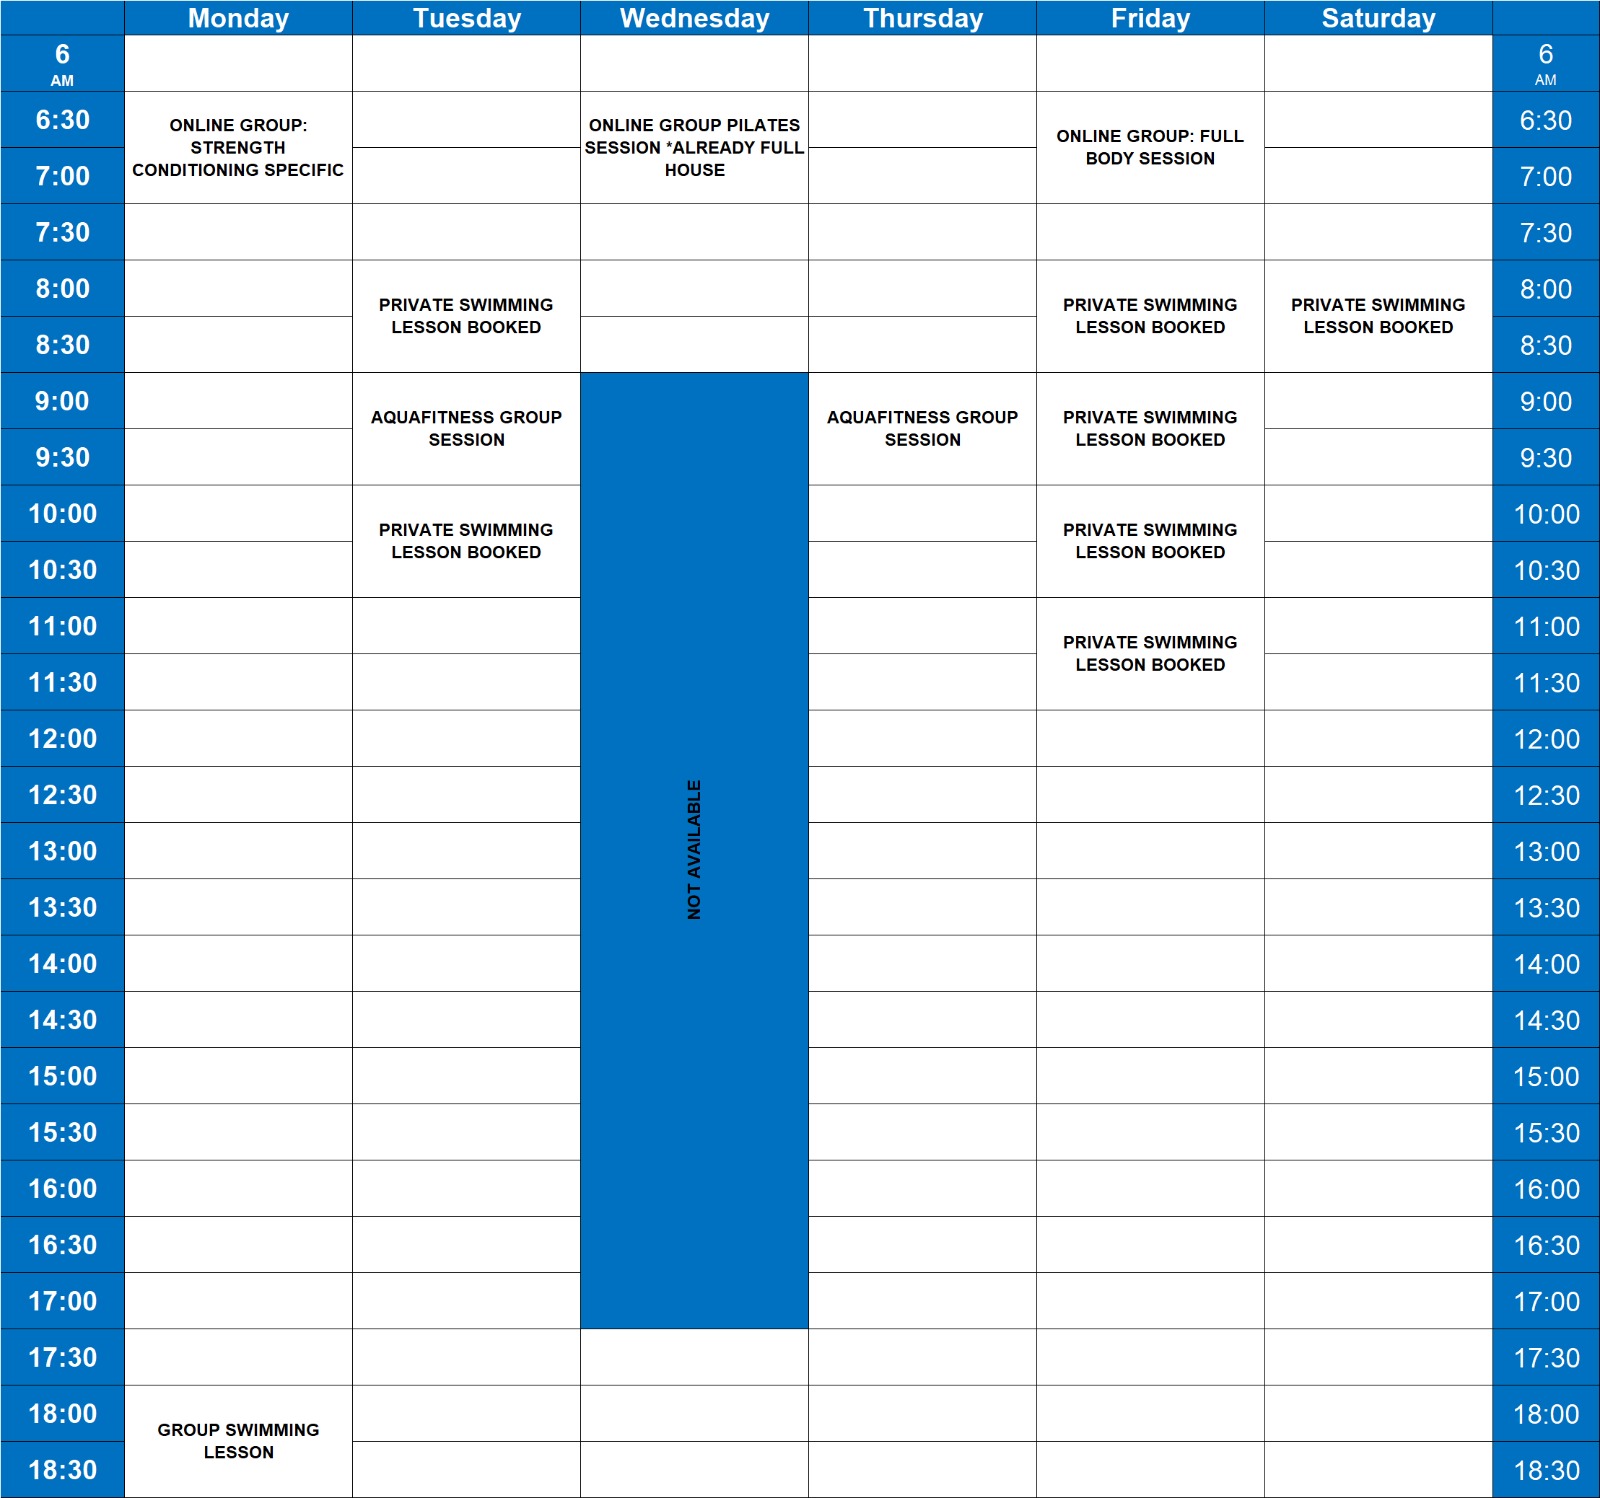 Monday Tuesday Wednesday Thursday Friday Saturday
6 6
AM AM
6:30 6:30
ONLINE GROUP:
STRENGTH
CONDITIONING SPECIFIC
ONLINE GROUP PILATES
SESSION *ALREADY FULL
HOUSE
ONLINE GROUP: FULL
BODY SESSION
7:00 7:00
7:30 7:30
8:00 8:00
PRIVATE SWIMMING
LESSON BOOKED
PRIVATE SWIMMING
LESSON BOOKED
PRIVATE SWIMMING
LESSON BOOKED
8:30 8:30
9:00 9:00
AQUAFITNESS GROUP
SESSION
AQUAFITNESS GROUP
SESSION
PRIVATE SWIMMING
LESSON BOOKED
9:30 9:30
10:00 10:00
PRIVATE SWIMMING
LESSON BOOKED
PRIVATE SWIMMING
LESSON BOOKED
10:30 10:30
11:00 11:00
PRIVATE SWIMMING
LESSON BOOKED
11:30 11:30
12:00 12:00
12:30 12:30
NOT AVAILABLE
13:00 13:00
13:30 13:30
14:00 14:00
14:30 14:30
15:00 15:00
15:30 15:30
16:00 16:00
16:30 16:30
17:00 17:00
17:30 17:30
18:00 18:00
GROUP SWIMMING
LESSON
18:30 18:30